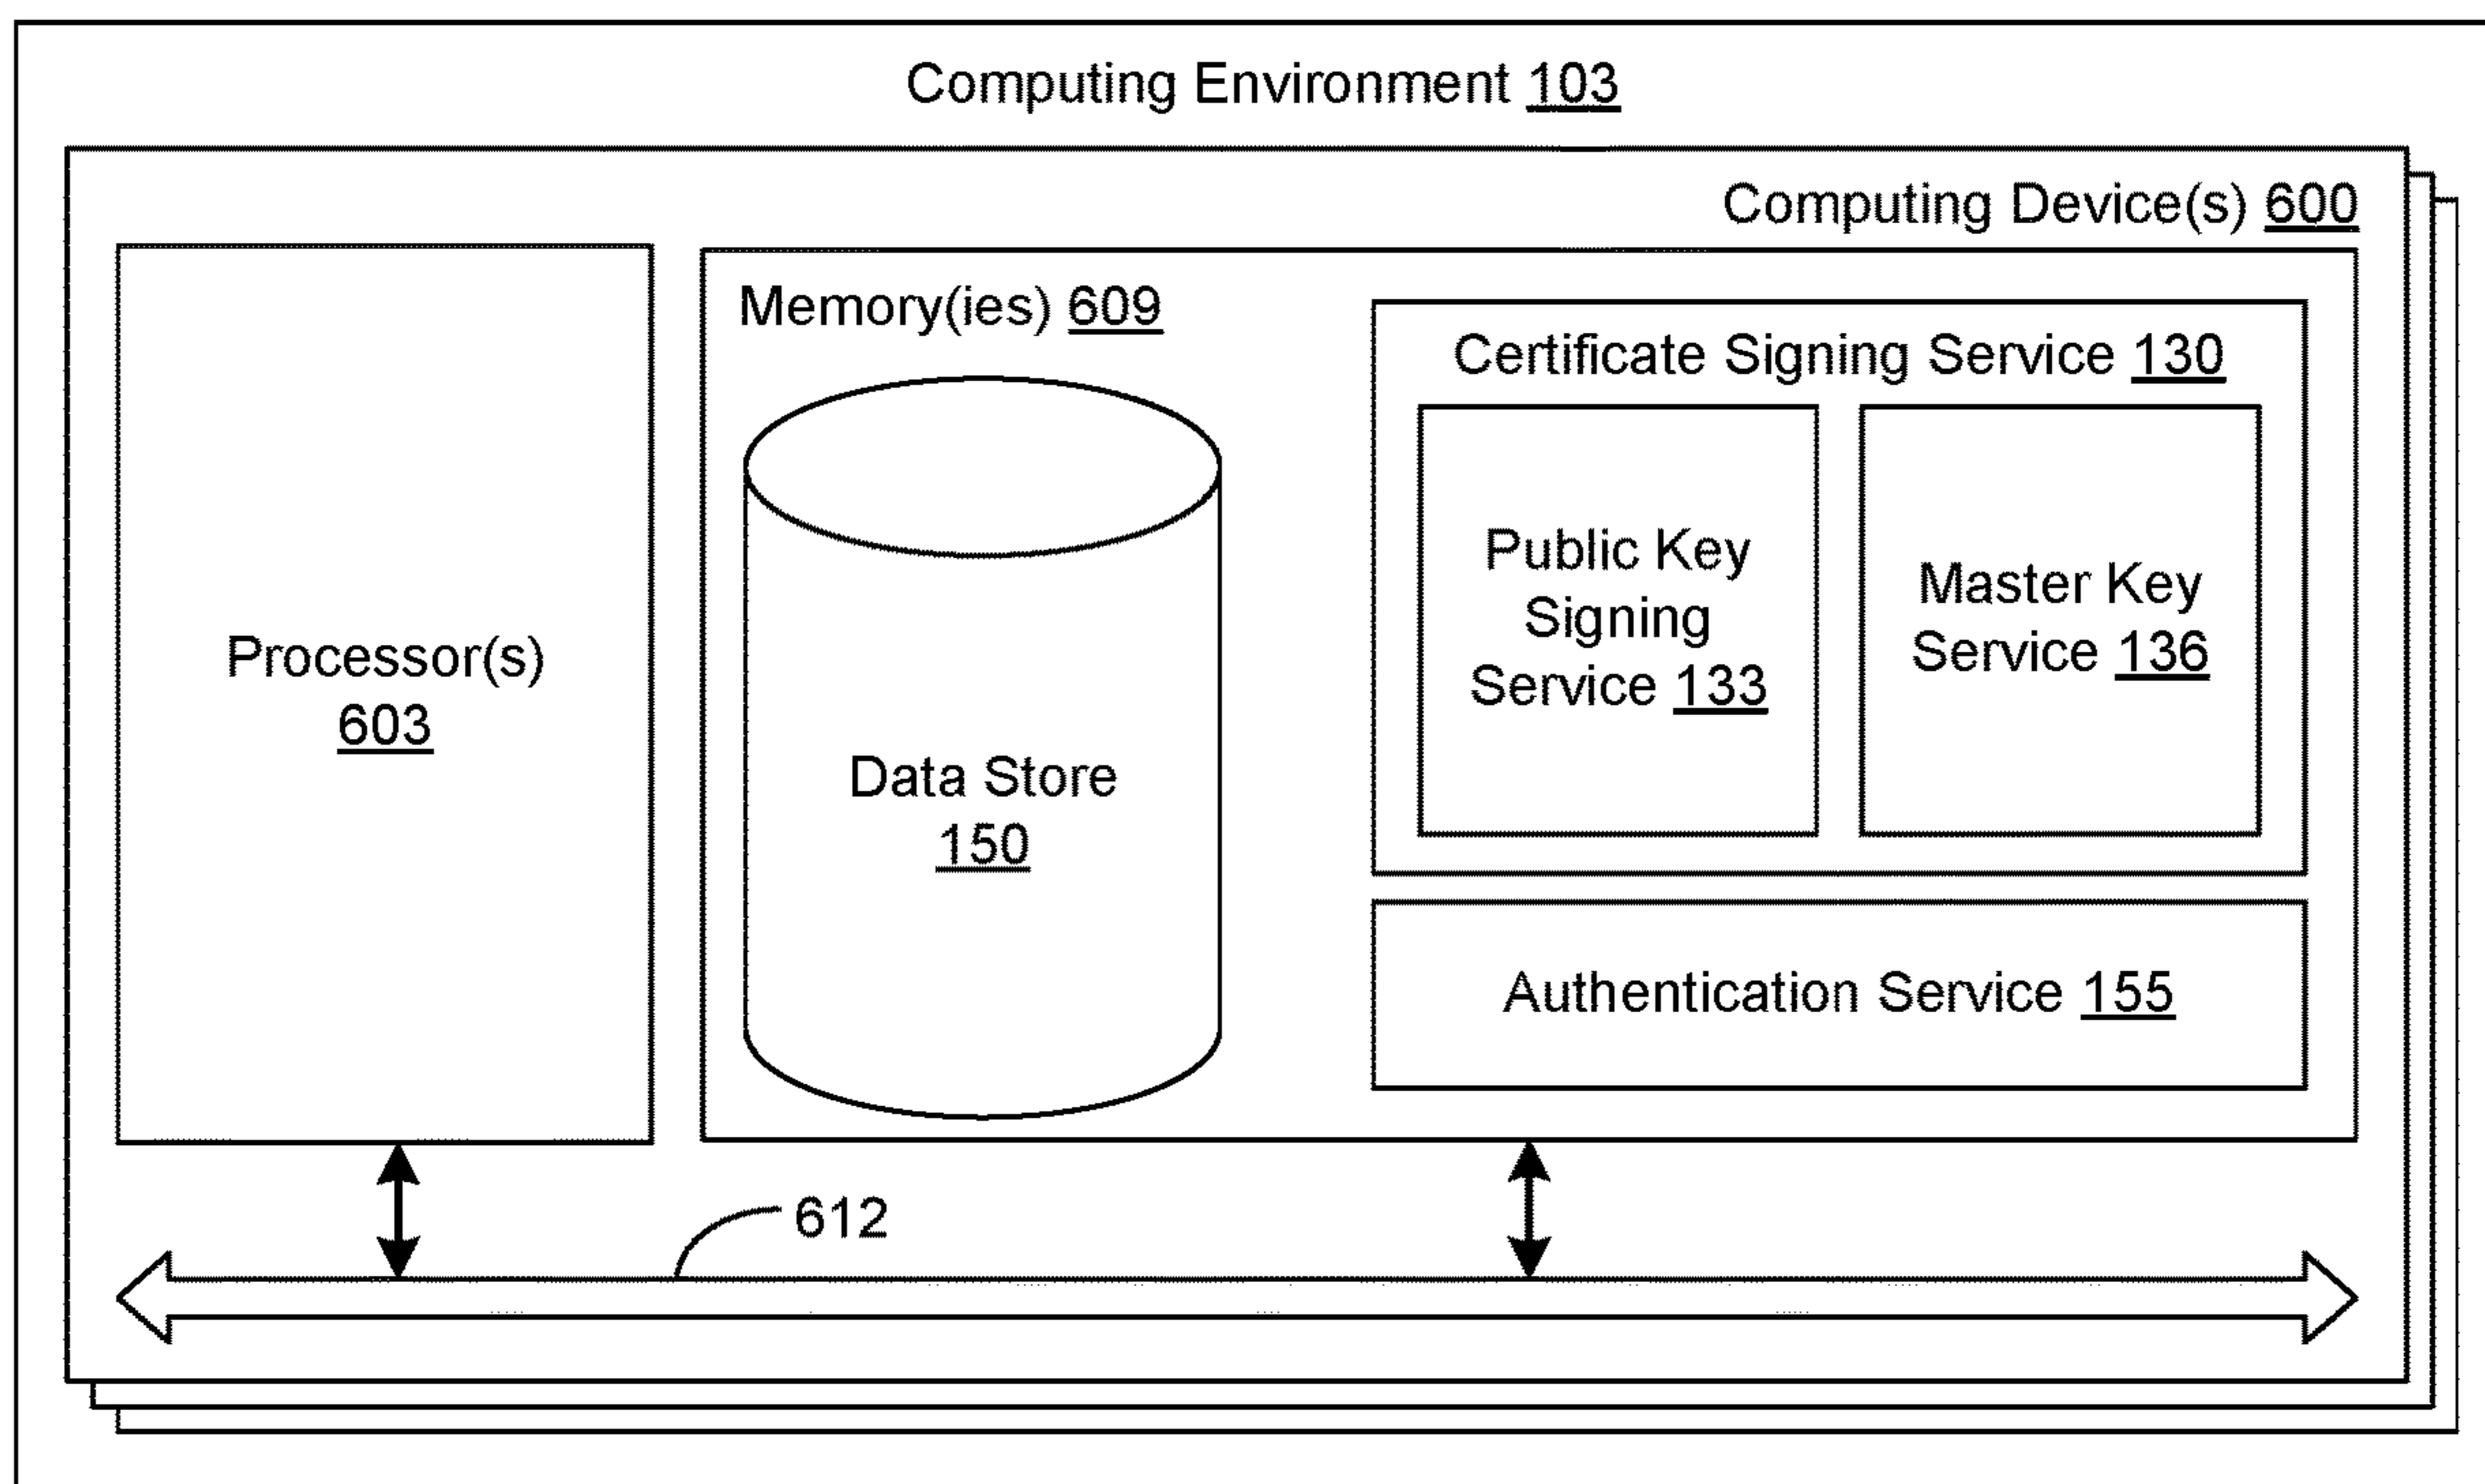 Computing Environment 103
Computing Device(s) 600
Processor(s)
603
Memory(ies) 609
Data Store
150
Certificate Signing Service 130
Public Key
Signing
Service 133
Master Key
Service 136
Authentication Service 155
612